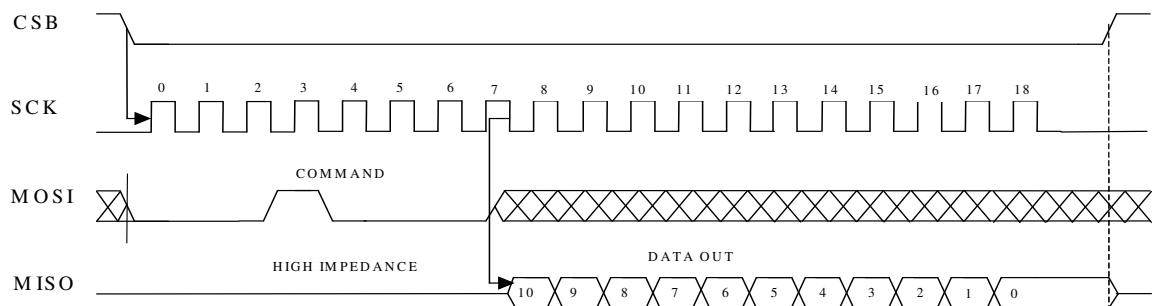 CSB
0 1 2 3 4 5 6 7 8 9 10 11 12 13 14 15 16 17 18
SCK
COMMAND
MOSI
HIGH IMPEDANCE
DATA OUT
MISO
10 9 8 7 6 5 4 3 2 1 0